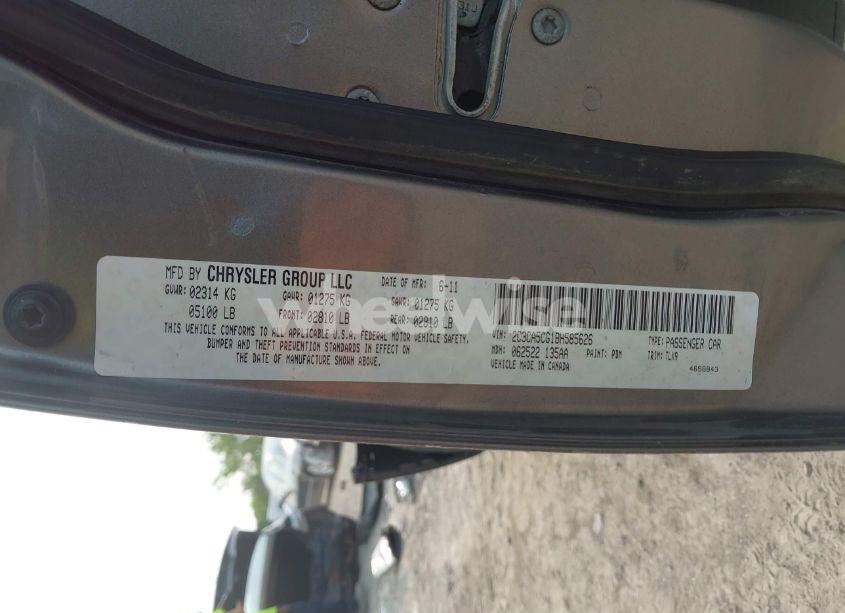 31J
MFD BY CHRYSLER GROUP LLC
DATE OF MFR: 6-11
GVWR: 02314 KG
GAWR: 01275 KG
GAWR: 01275 KG
05100 LB
FRONT: 02810 LB
REAR: 02810 LB
THIS VEHICLE CONFORMS TO ALL APPLICABLE U.S.A. FEDERAL MOTOR VEHICLE SAFETY,
BUMPER AND THEFT PREVENTION STANDARDS IN EFFECT ON
THE DATE OF MANUFACTURE SHOWN ABOVE.
VIN: 2C3CA5CG1BH585626
TYPE: PASSENGER CAR
MDH: 062522 135AA
PAINT: PDM
TRIM: TLX9
VEHICLE MADE IN CANADA
4658843
wheelwise